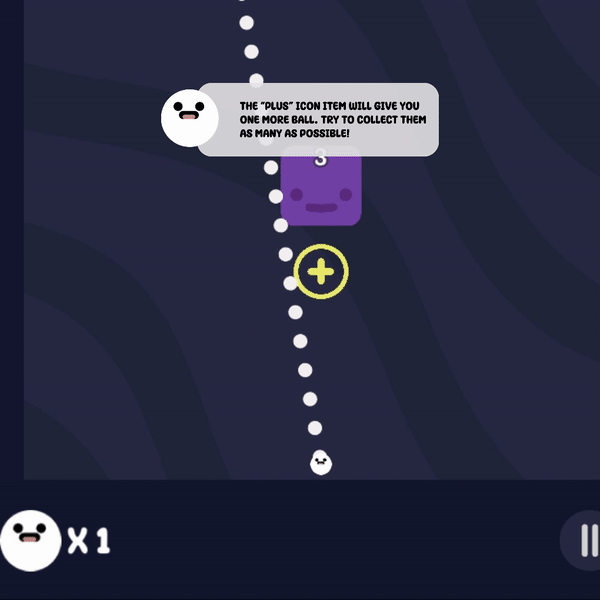 THE "PLUS" ICON ITEM WILL GIVE YOU
ONE MORE BALL. TRY TO COLLECT THEM
AS MANY AS POSSIBLE!
3
X 1